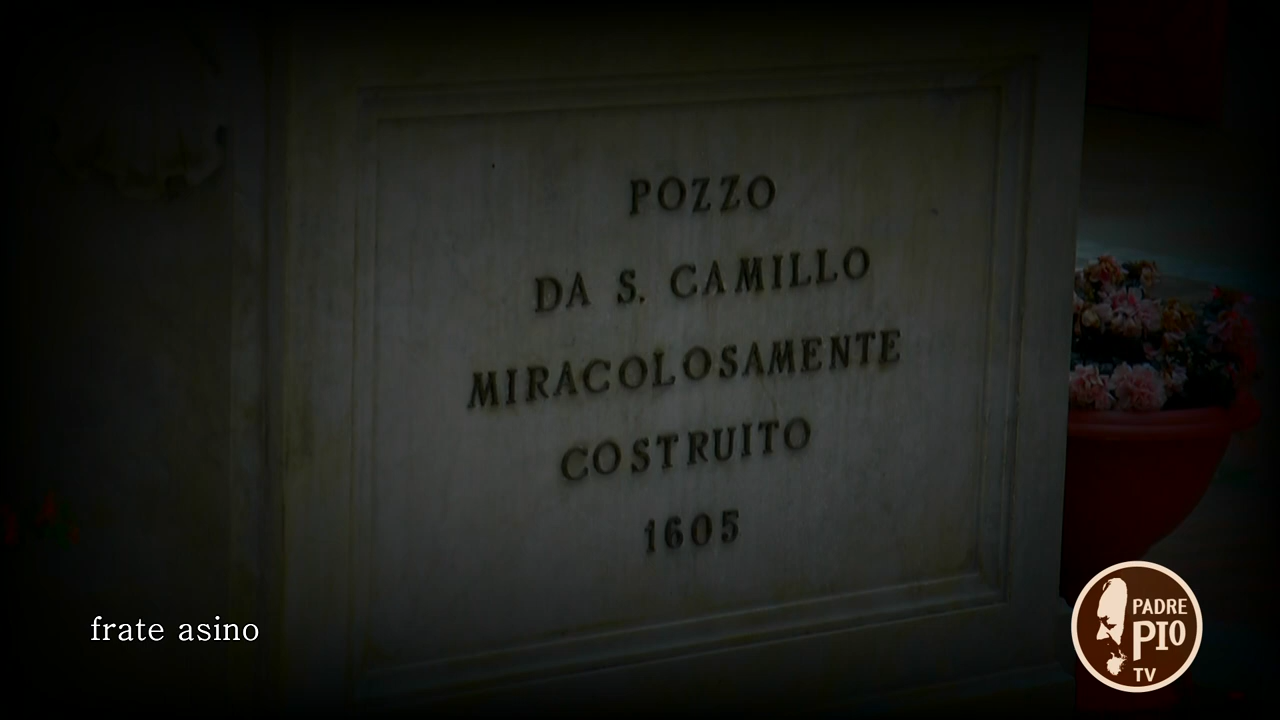 POZZO
DA S. CAMILLO
MIRACOLOSAMENTE
COSTRUITO
1605
frate asino
PADRE
PIO
TV